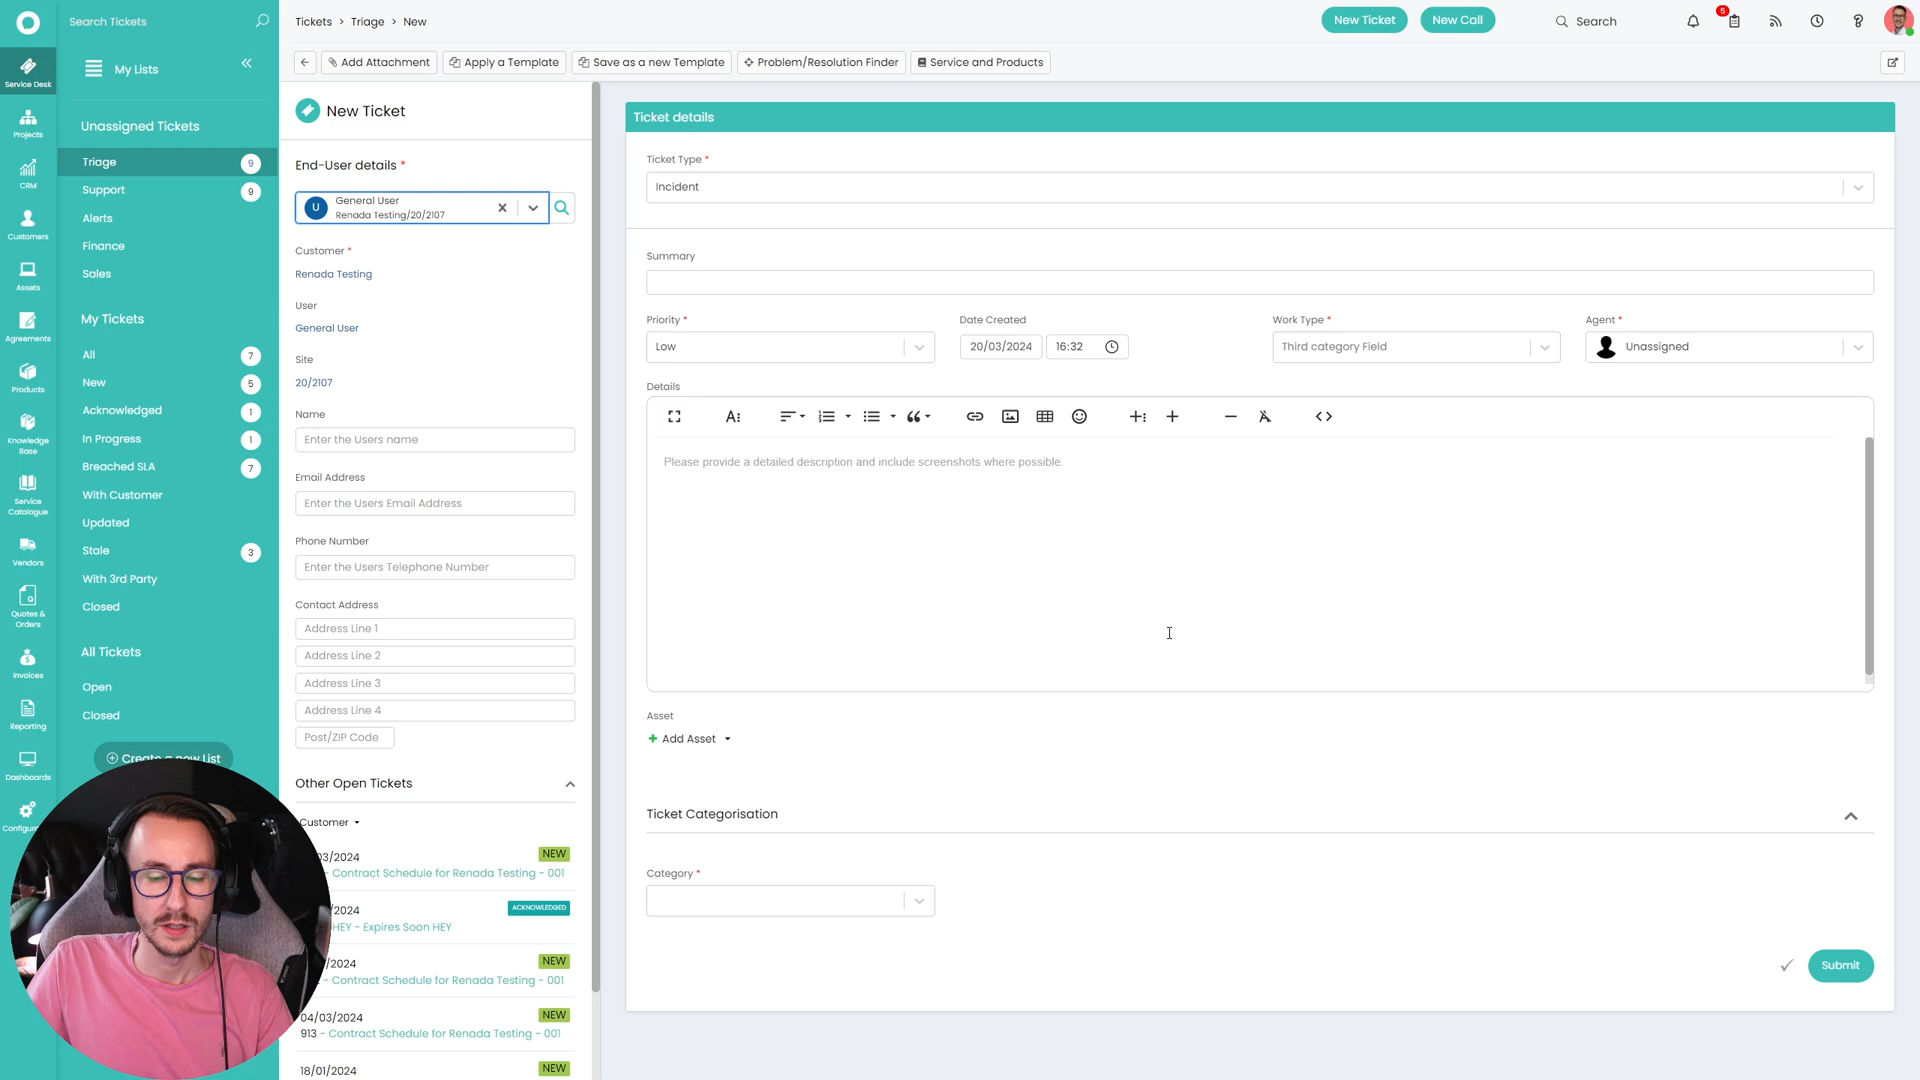 Search Tickets
Tickets > Triage > New
New Ticket
New Call
Search
5
Service Desk
Projects
CRM
Customers
Assets
Agreements
Products
Knowledge Base
Service Catalogue
Vendors
Quotes & Orders
Invoices
Reporting
Dashboards
My Lists
Unassigned Tickets
Triage 9
Support 9
Alerts
Finance
Sales
My Tickets
All 7
New 5
Acknowledged 1
In Progress 1
Breached SLA 7
With Customer
Updated
Stale 3
With 3rd Party
Closed
All Tickets
Open
Closed
Create a new List
Add Attachment
Apply a Template
Save as a new Template
Problem/Resolution Finder
Service and Products
New Ticket
End-User details *
U
General User
Renada Testing/20/2107
Customer *
Renada Testing
User
General User
Site
20/2107
Name
Enter the Users name
Email Address
Enter the Users Email Address
Phone Number
Enter the Users Telephone Number
Contact Address
Address Line 1
Address Line 2
Address Line 3
Address Line 4
Post/ZIP Code
Other Open Tickets
Customer
03/2024 NEW
- Contract Schedule for Renada Testing - 001
/2024 ACKNOWLEDGED
HEY - Expires Soon HEY
/2024 NEW
- Contract Schedule for Renada Testing - 001
04/03/2024 NEW
913 - Contract Schedule for Renada Testing - 001
18/01/2024 NEW
Ticket details
Ticket Type *
Incident
Summary
Priority *
Low
Date Created
20/03/2024 16:32
Work Type *
Third category Field
Agent *
Unassigned
Details
Please provide a detailed description and include screenshots where possible.
Asset
Add Asset
Ticket Categorisation
Category *
Submit